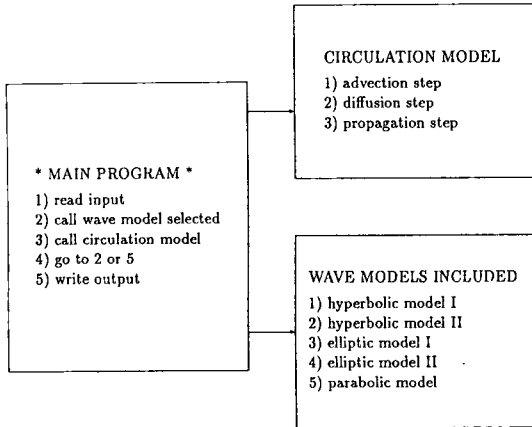 * MAIN PROGRAM *
1) read input
2) call wave model selected
3) call circulation model
4) go to 2 or 5
5) write output
CIRCULATION MODEL
1) advection step
2) diffusion step
3) propagation step
WAVE MODELS INCLUDED
1) hyperbolic model I
2) hyperbolic model II
3) elliptic model I
4) elliptic model II
5) parabolic model